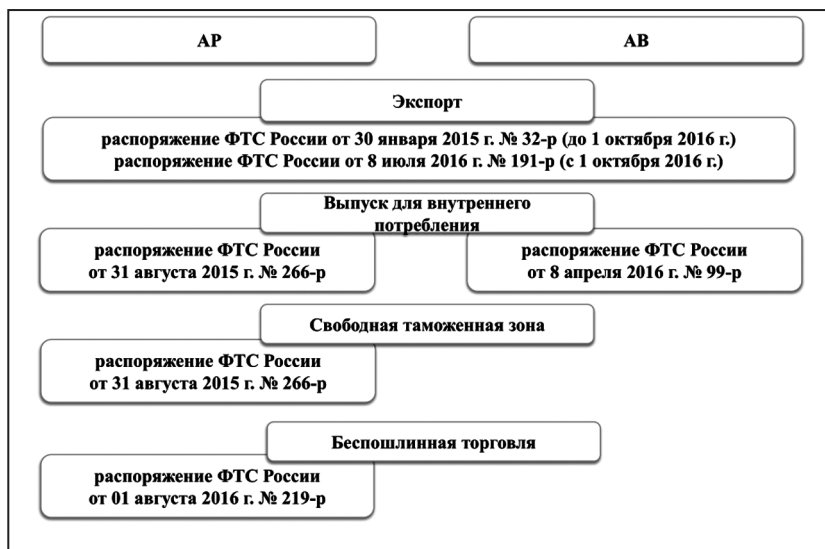 АР
АВ
Экспорт
распоряжение ФТС России от 30 января 2015 г. № 32-р (до 1 октября 2016 г.)
распоряжение ФТС России от 8 июля 2016 г. № 191-р (с 1 октября 2016 г.)
Выпуск для внутреннего
потребления
распоряжение ФТС России
от 31 августа 2015 г. № 266-р
распоряжение ФТС России
от 8 апреля 2016 г. № 99-р
Свободная таможенная зона
распоряжение ФТС России
от 31 августа 2015 г. № 266-р
Беспошлинная торговля
распоряжение ФТС России
от 01 августа 2016 г. № 219-р